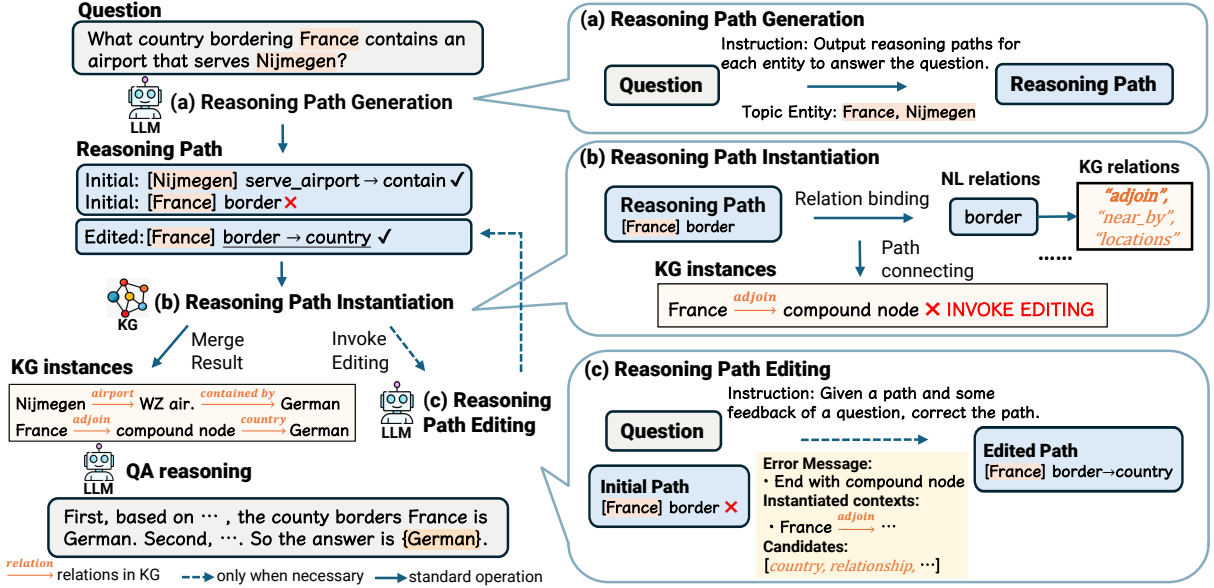 Question
What country bordering France contains an
airport that serves Nijmegen?
LLM
(a) Reasoning Path Generation
Reasoning Path
Initial: [Nijmegen] serve_airport → contain ✓
Initial: [France] border ✗
Edited: [France] border → country ✓
KG
(b) Reasoning Path Instantiation
Merge
Result
Invoke
Editing
KG instances
Nijmegen airport → WZ air. contained by → German
France adjoin → compound node country → German
LLM
(c) Reasoning
Path Editing
LLM
QA reasoning
First, based on ⋯ , the county borders France is
German. Second, ⋯. So the answer is {German}.
relation → relations in KG
only when necessary
standard operation
(a) Reasoning Path Generation
Instruction: Output reasoning paths for
each entity to answer the question.
Question
Reasoning Path
Topic Entity: France, Nijmegen
(b) Reasoning Path Instantiation
Reasoning Path
[France] border
Relation binding
NL relations
border
......
KG relations
"adjoin",
"near_by",
"locations"
Path
connecting
KG instances
France adjoin → compound node ✗ INVOKE EDITING
(c) Reasoning Path Editing
Instruction: Given a path and some
feedback of a question, correct the path.
Question
Initial Path
[France] border ✗
Error Message:
• End with compound node
Instantiated contexts:
• France adjoin → ⋯
Candidates:
[country, relationship, ⋯]
Edited Path
[France] border→country